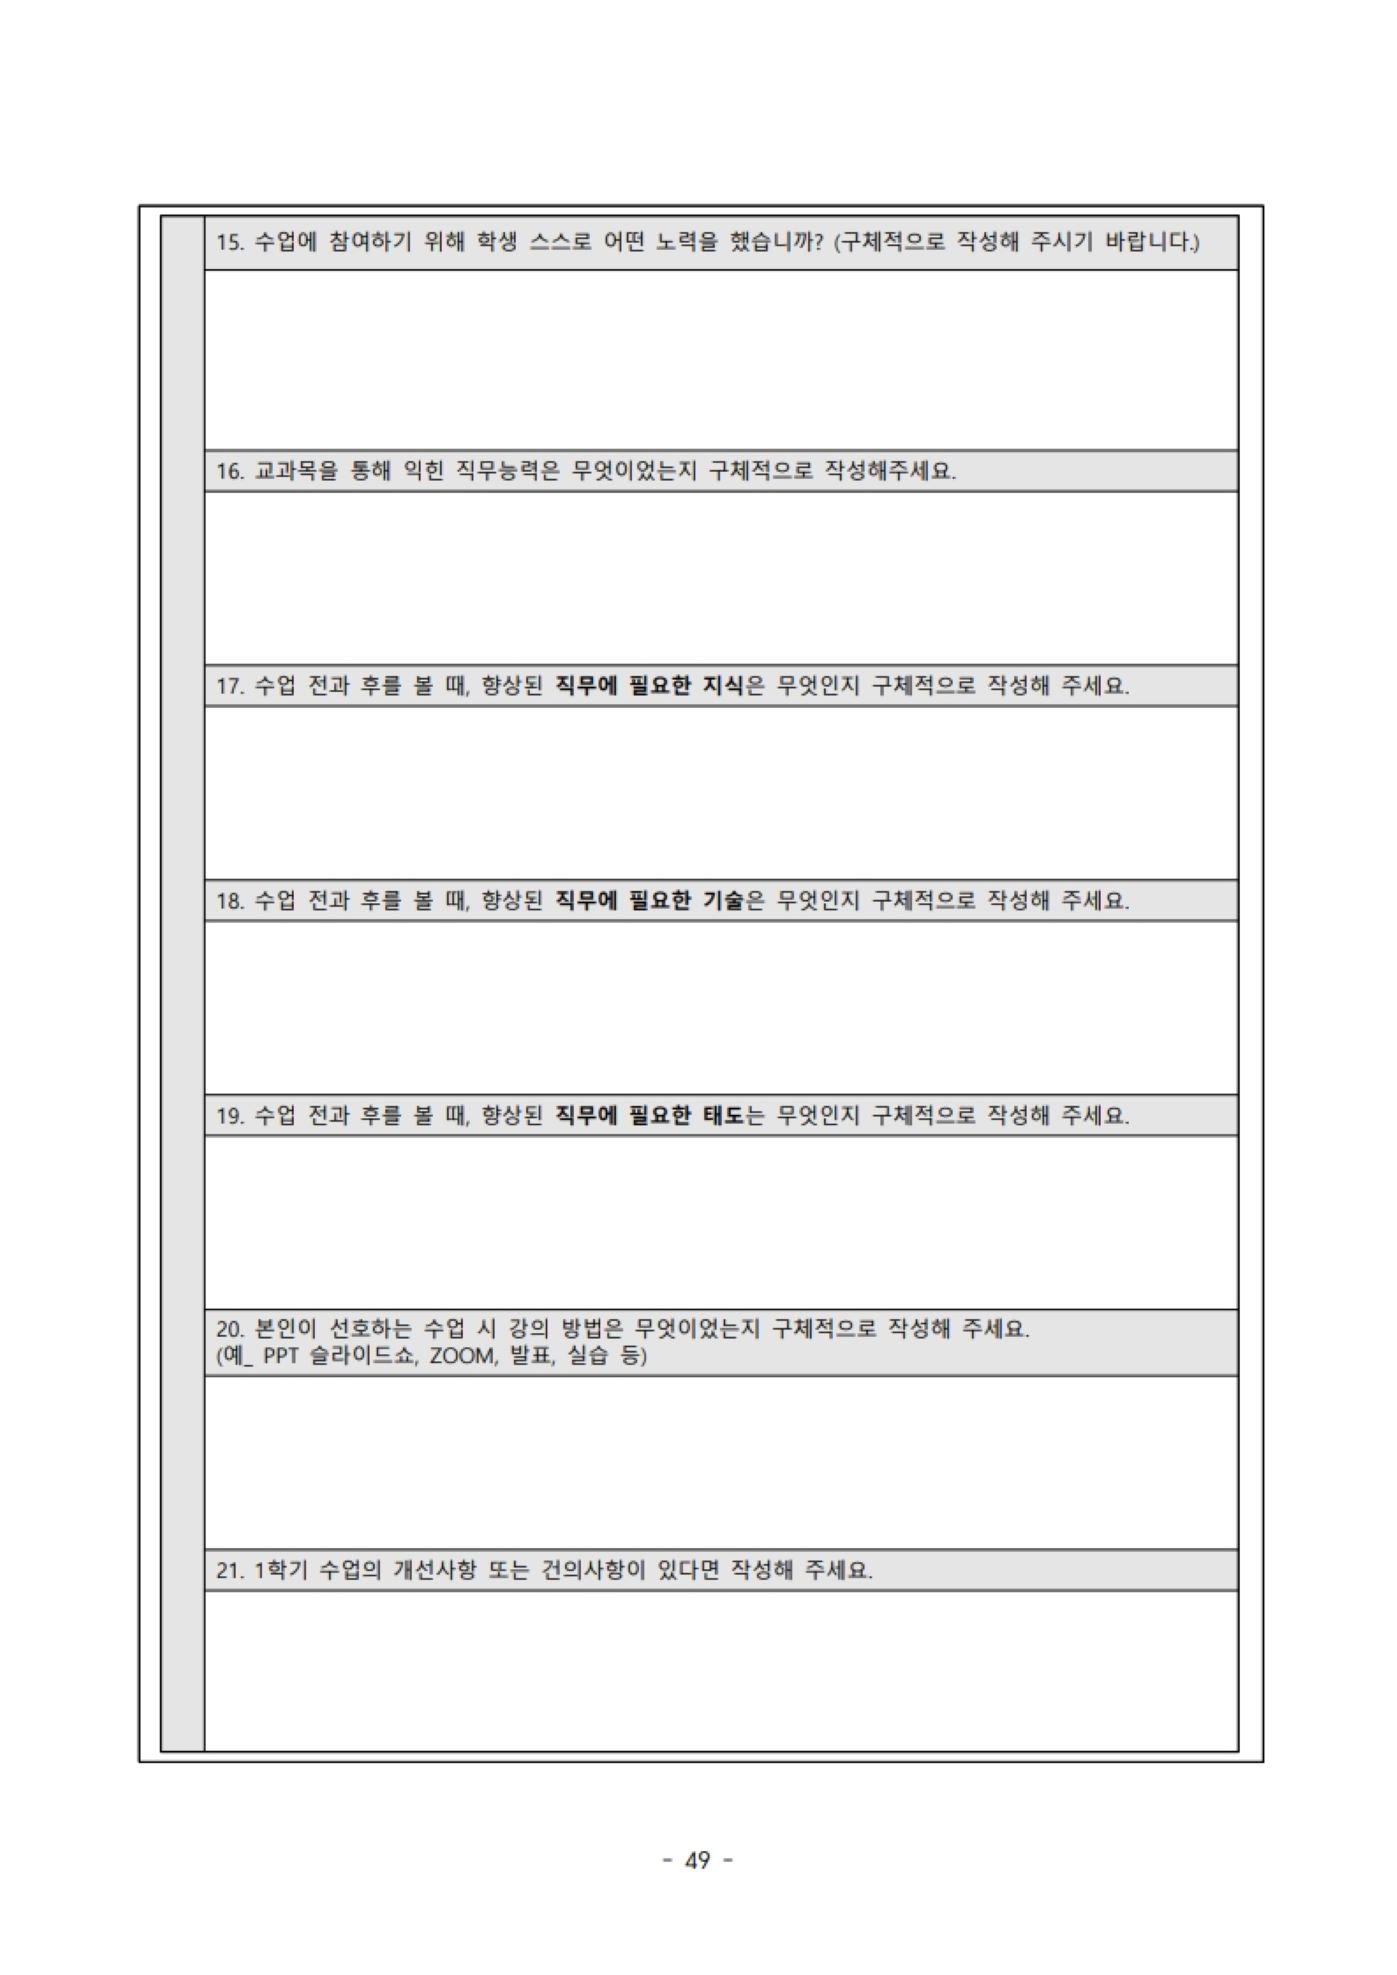 15. 수업에 참여하기 위해 학생 스스로 어떤 노력을 했습니까? (구체적으로 작성해 주시기 바랍니다.)
16. 교과목을 통해 익힌 직무능력은 무엇이었는지 구체적으로 작성해주세요.
17. 수업 전과 후를 볼 때, 향상된 직무에 필요한 지식은 무엇인지 구체적으로 작성해 주세요.
18. 수업 전과 후를 볼 때, 향상된 직무에 필요한 기술은 무엇인지 구체적으로 작성해 주세요.
19. 수업 전과 후를 볼 때, 향상된 직무에 필요한 태도는 무엇인지 구체적으로 작성해 주세요.
20. 본인이 선호하는 수업 시 강의 방법은 무엇이었는지 구체적으로 작성해 주세요.
(예_ PPT 슬라이드쇼, ZOOM, 발표, 실습 등)
21. 1학기 수업의 개선사항 또는 건의사항이 있다면 작성해 주세요.
- 49 -